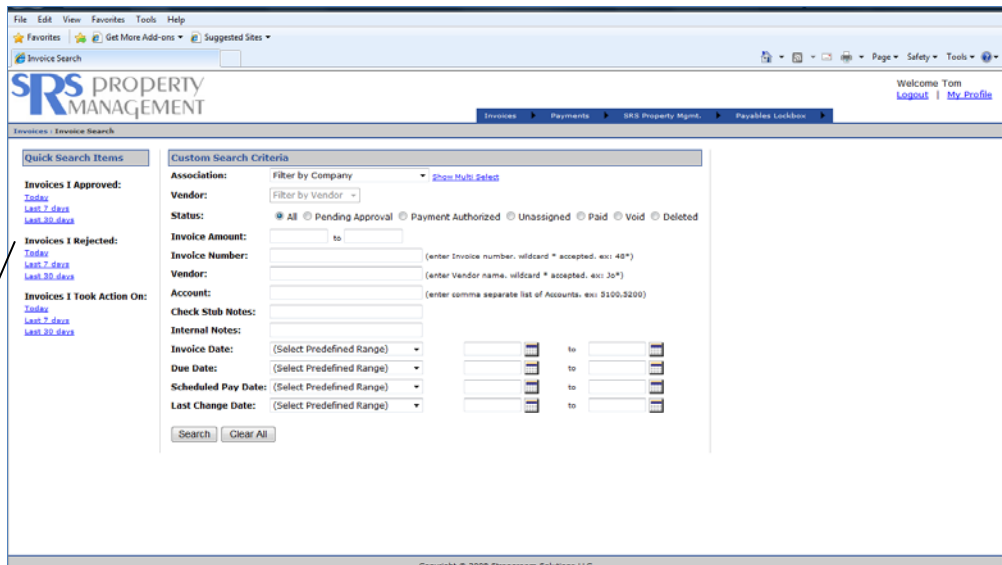 File Edit View Favorites Tools Help
Favorites Get More Add-ons Suggested Sites
Invoice Search
Page Safety Tools
SRS PROPERTY MANAGEMENT
Welcome Tom
Logout | My Profile
Invoices Payments SRS Property Mgmt. Payables Lockbox
Invoices : Invoice Search
Quick Search Items
Invoices I Approved:
Today
Last 7 days
Last 30 days
Invoices I Rejected:
Today
Last 7 days
Last 30 days
Invoices I Took Action On:
Today
Last 7 days
Last 30 days
Custom Search Criteria
Association: Filter by Company Show Multi Select
Vendor: Filter by Vendor
Status: All Pending Approval Payment Authorized Unassigned Paid Void Deleted
Invoice Amount: to
Invoice Number: (enter Invoice number. wildcard * accepted. ex: 48*)
Vendor: (enter Vendor name. wildcard * accepted. ex: Jo*)
Account: (enter comma separate list of Accounts. ex: 5100,5200)
Check Stub Notes:
Internal Notes:
Invoice Date: (Select Predefined Range) to
Due Date: (Select Predefined Range) to
Scheduled Pay Date: (Select Predefined Range) to
Last Change Date: (Select Predefined Range) to
Search Clear All